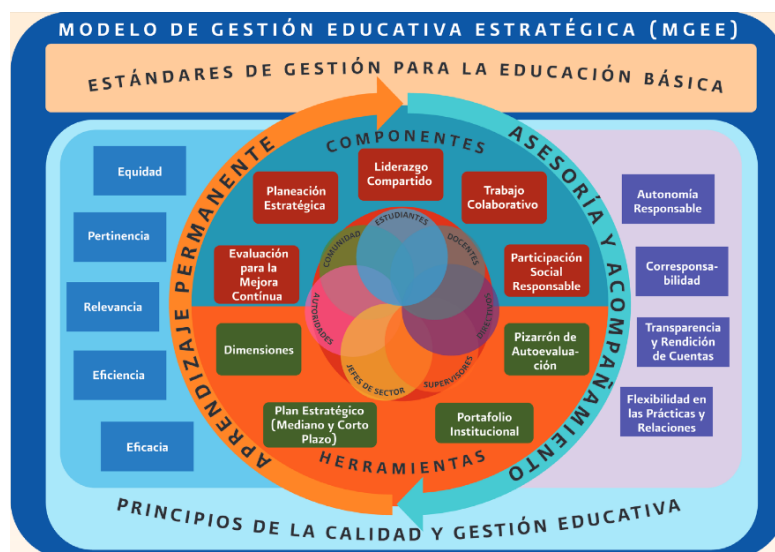 MODELO DE GESTIÓN EDUCATIVA ESTRATÉGICA (MGEE)
ESTÁNDARES DE GESTIÓN PARA LA EDUCACIÓN BÁSICA
APRENDIZAJE PERMANENTE
ASESORÍA Y ACOMPAÑAMIENTO
Equidad
Pertinencia
Relevancia
Eficiencia
Eficacia
COMPONENTES
Liderazgo
Compartido
Planeación
Estratégica
Trabajo
Colaborativo
Evaluación
para la
Mejora
Contínua
Participación
Social
Responsable
ESTUDIANTES
DOCENTES
DIRECTIVOS
SUPERVISORES
JEFES DE SECTOR
AUTORIDADES
COMUNIDAD
Dimensiones
Pizarrón de
Autoevalua-
ción
Plan Estratégico
(Mediano y Corto
Plazo)
Portafolio
Institucional
HERRAMIENTAS
Autonomía
Responsable
Corresponsa-
bilidad
Transparencia
y Rendición
de Cuentas
Flexibilidad en
las Prácticas y
Relaciones
PRINCIPIOS DE LA CALIDAD Y GESTIÓN EDUCATIVA